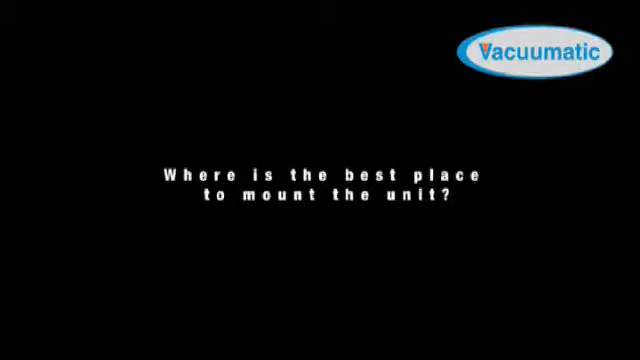 Vacuumatic
Where is the best place
to mount the unit?